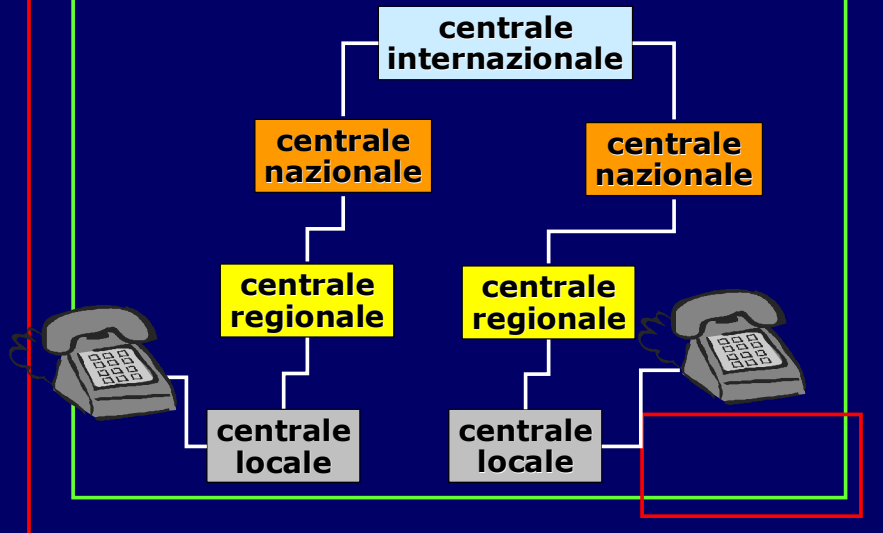 centrale
internazionale
centrale
nazionale
centrale
nazionale
centrale
regionale
centrale
regionale
centrale
locale
centrale
locale